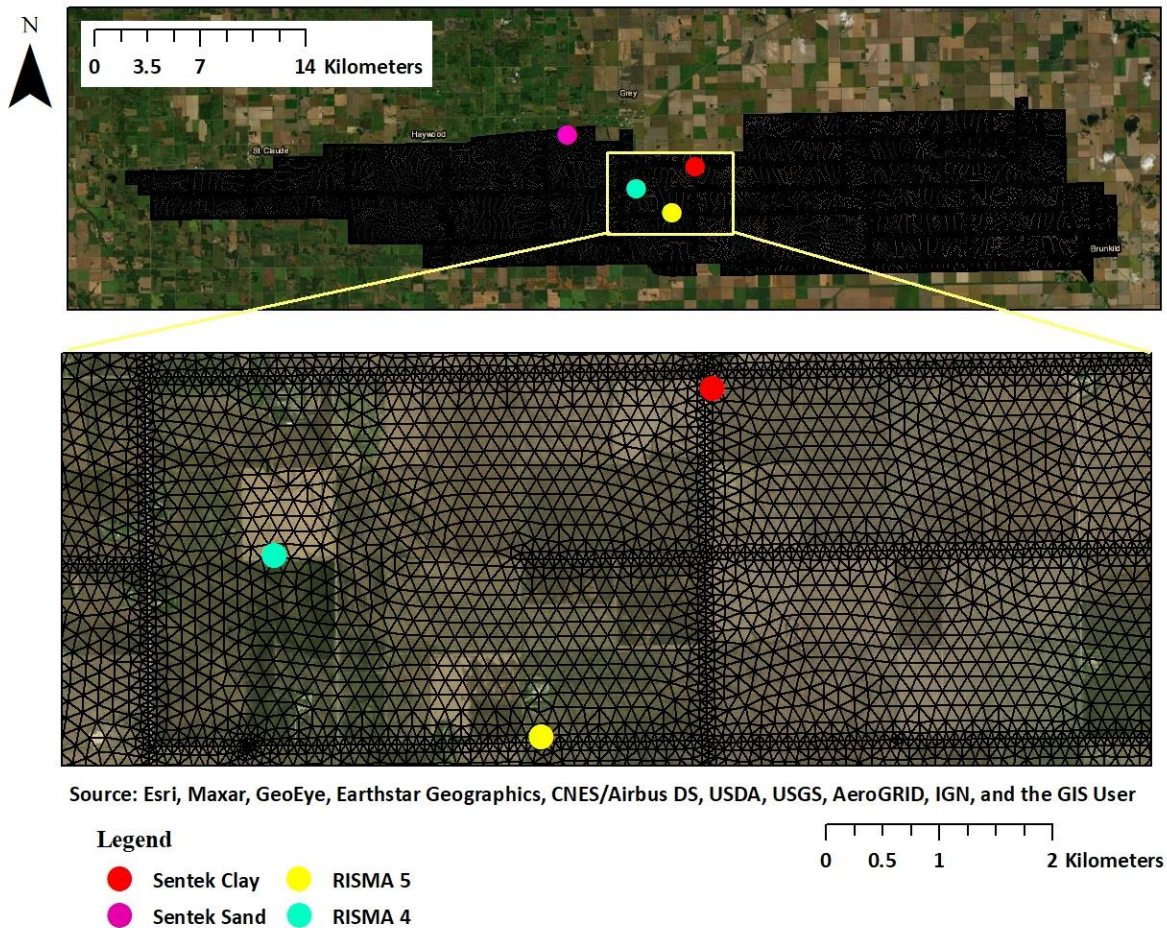 N
0 3.5 7 14 Kilometers
Grey
Haywood
St Claude
Brunkild
Source: Esri, Maxar, GeoEye, Earthstar Geographics, CNES/Airbus DS, USDA, USGS, AeroGRID, IGN, and the GIS User
Legend
0 0.5 1 2 Kilometers
Sentek Clay RISMA 5
Sentek Sand RISMA 4